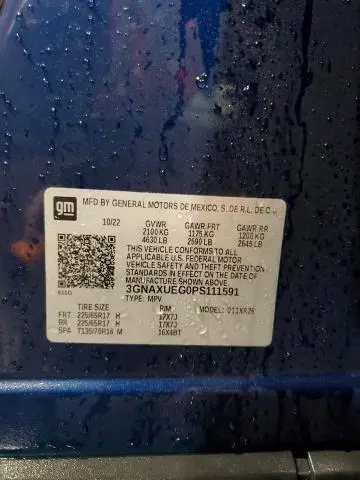 gm
MFD BY GENERAL MOTORS DE MEXICO, S. DE R.L. DE C.V.
10/22 GVWR GAWR FRT GAWR RR
2100 KG 1175 KG 1200 KG
4630 LB 2590 LB 2645 LB
THIS VEHICLE CONFORMS TO ALL
APPLICABLE U.S. FEDERAL MOTOR
VEHICLE SAFETY, BUMPER, AND THEFT
PREVENTION STANDARDS IN EFFECT
ON THE DATE OF MANUFACTURE
SHOWN ABOVE.
3GNAXUEG0PS111591
TYPE: MPV
TIRE SIZE RIM MODEL:
FRT 225/65R17 H 17X7J
RR 225/65R17 H 17X7J
SPA T135/70R16 M 16X4BT